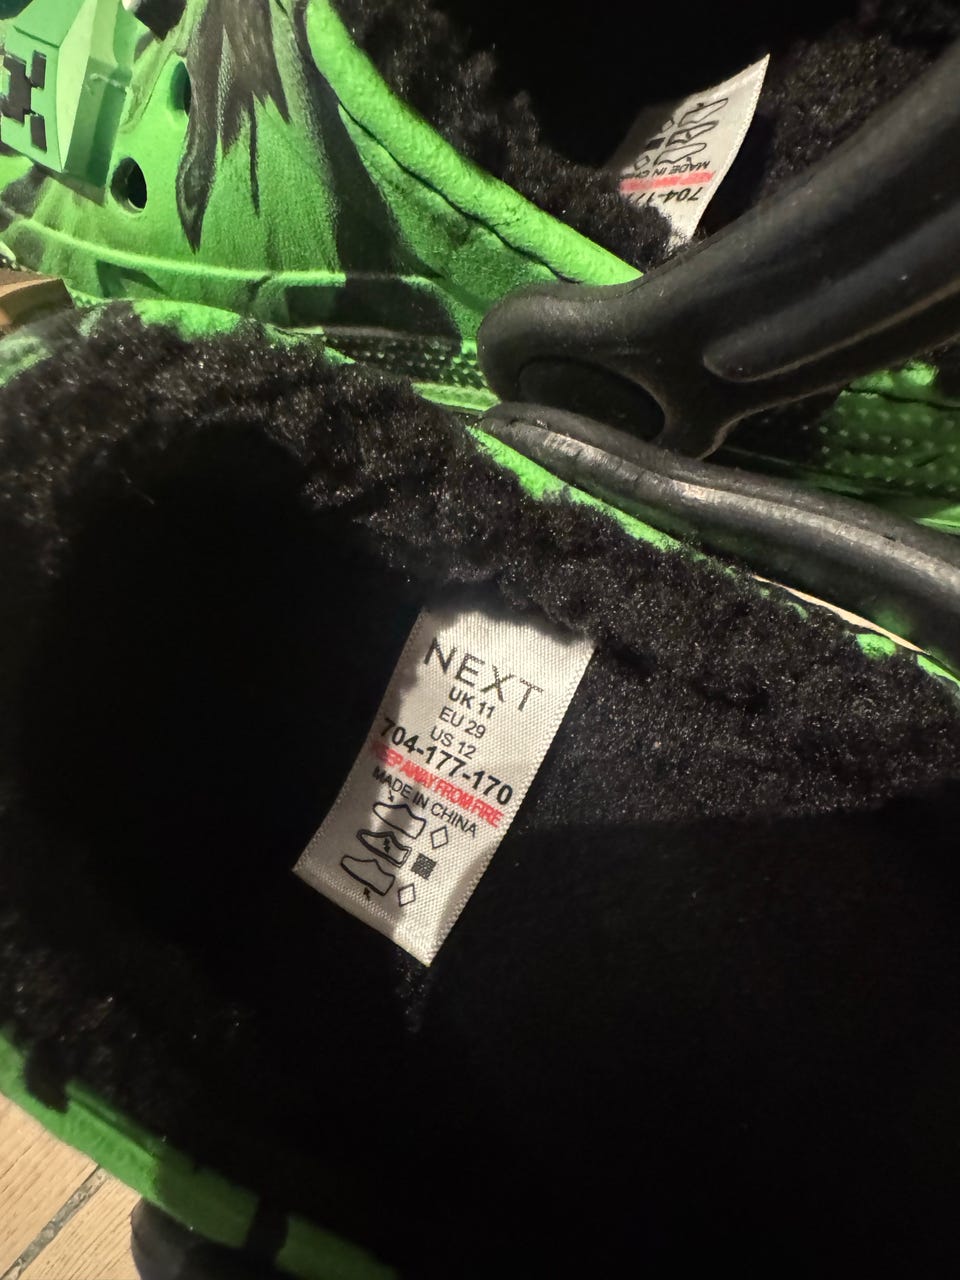 MADE IN
704-17
NEXT
UK 11
EU 29
US 12
704-177-170
KEEP AWAY FROM FIRE
MADE IN CHINA